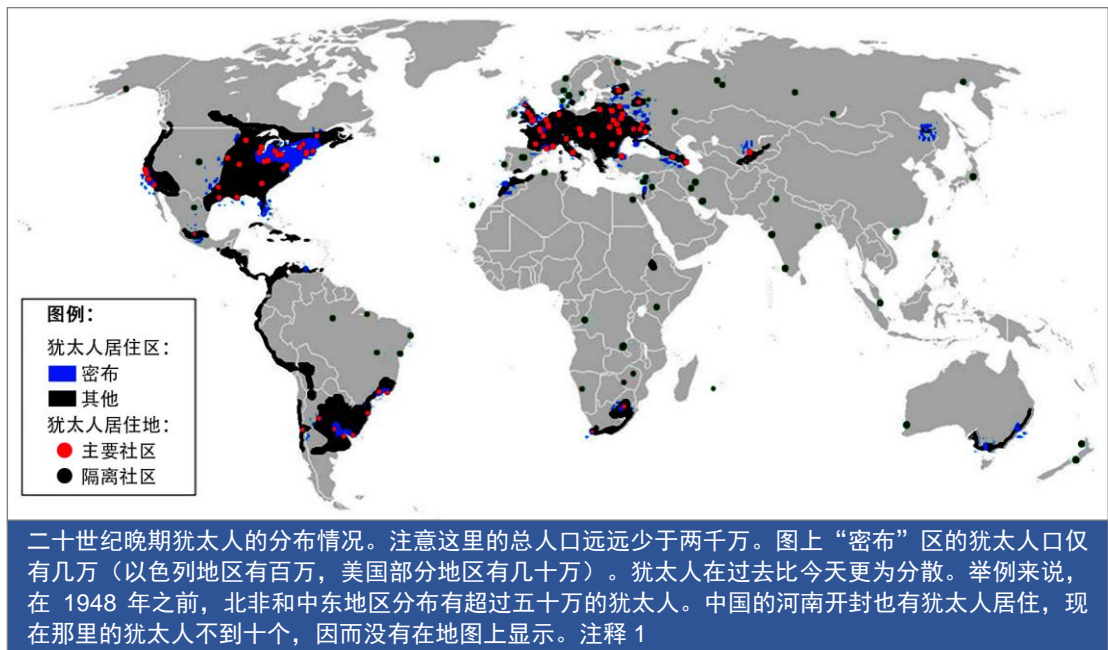 图例：
犹太人居住区：
密布
其他
犹太人居住地：
主要社区
隔离社区
二十世纪晚期犹太人的分布情况。注意这里的总人口远远少于两千万。图上“密布”区的犹太人口仅
有几万（以色列地区有百万，美国部分地区有几十万）。犹太人在过去比今天更为分散。举例来说，
在 1948 年之前，北非和中东地区分布有超过五十万的犹太人。中国的河南开封也有犹太人居住，现
在那里的犹太人不到十个，因而没有在地图上显示。注释 1